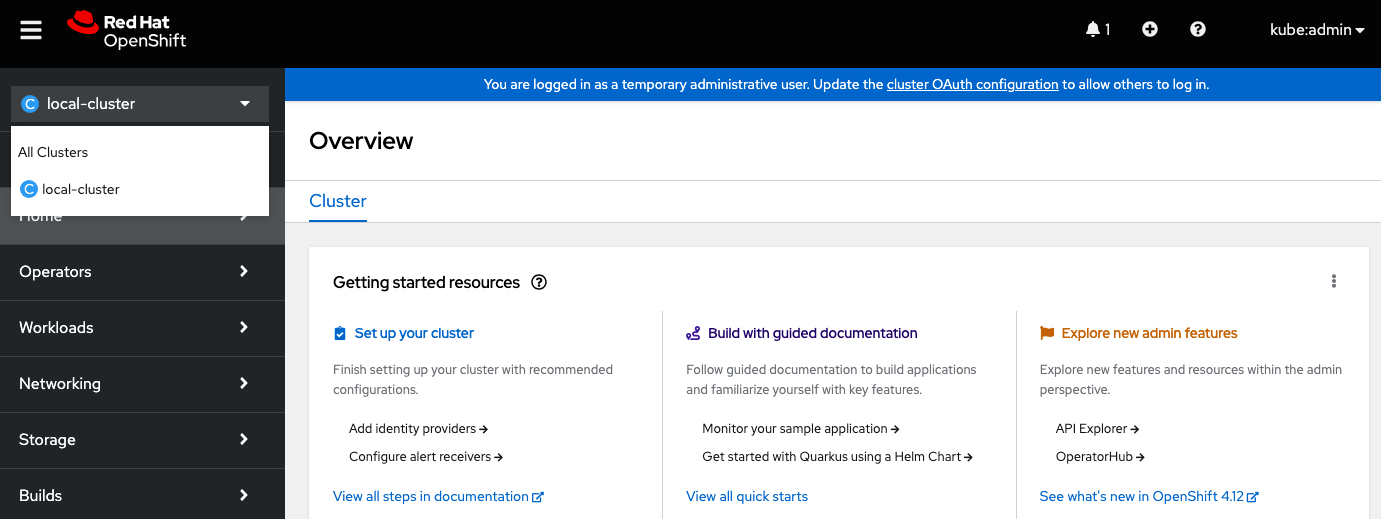 Red Hat
OpenShift
1
kube:admin
C local-cluster
You are logged in as a temporary administrative user. Update the cluster OAuth configuration to allow others to log in.
All Clusters
C local-cluster
Home
Operators
Workloads
Networking
Storage
Builds
Overview
Cluster
Getting started resources
Set up your cluster
Finish setting up your cluster with recommended
configurations.
Add identity providers
Configure alert receivers
View all steps in documentation
Build with guided documentation
Follow guided documentation to build applications
and familiarize yourself with key features.
Monitor your sample application
Get started with Quarkus using a Helm Chart
View all quick starts
Explore new admin features
Explore new features and resources within the admin
perspective.
API Explorer
OperatorHub
See what's new in OpenShift 4.12